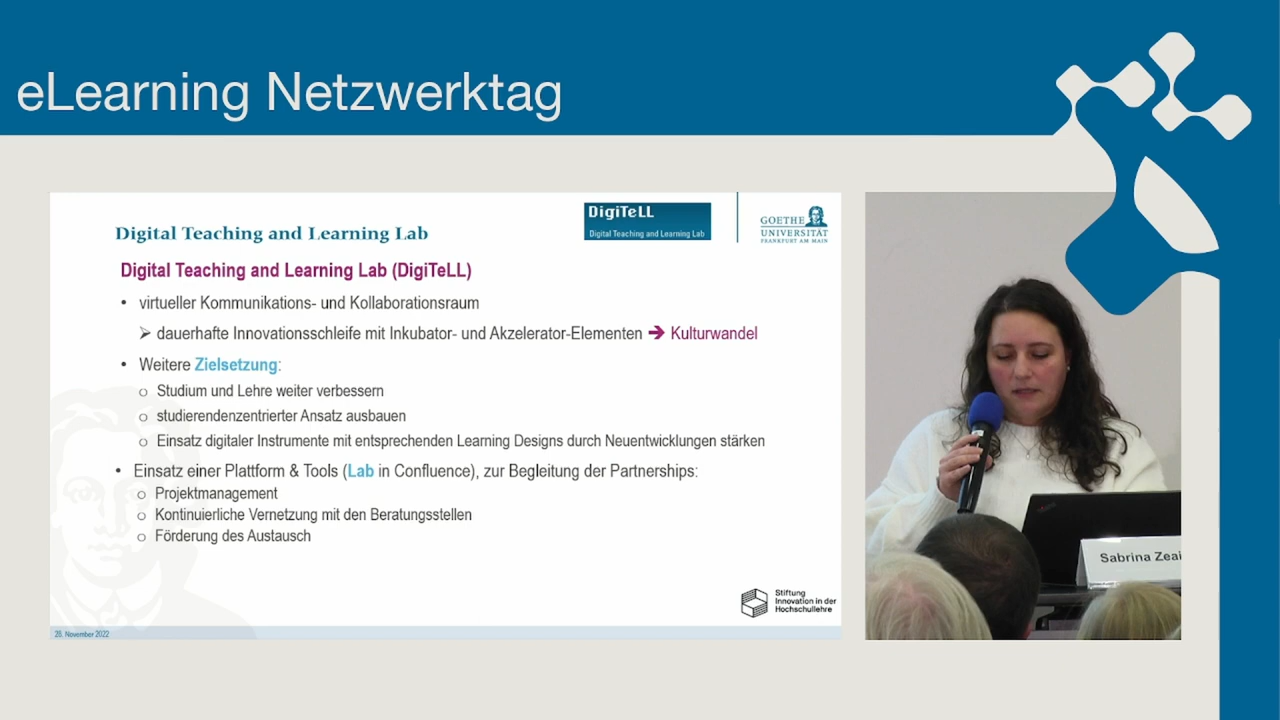 eLearning Netzwerktag
DigiTeLL
Digital Teaching and Learning Lab
GOETHE
UNIVERSITÄT
FRANKFURT AM MAIN
Digital Teaching and Learning Lab
Digital Teaching and Learning Lab (DigiTeLL)
• virtueller Kommunikations- und Kollaborationsraum
➢ dauerhafte Innovationsschleife mit Inkubator- und Akzelerator-Elementen ➔ Kulturwandel
• Weitere Zielsetzung:
o Studium und Lehre weiter verbessern
o studierendenzentrierter Ansatz ausbauen
o Einsatz digitaler Instrumente mit entsprechenden Learning Designs durch Neuentwicklungen stärken
• Einsatz einer Plattform & Tools (Lab in Confluence), zur Begleitung der Partnerships:
o Projektmanagement
o Kontinuierliche Vernetzung mit den Beratungsstellen
o Förderung des Austausch
Stiftung
Innovation in der
Hochschullehre
28. November 2022
Sabrina Zeai